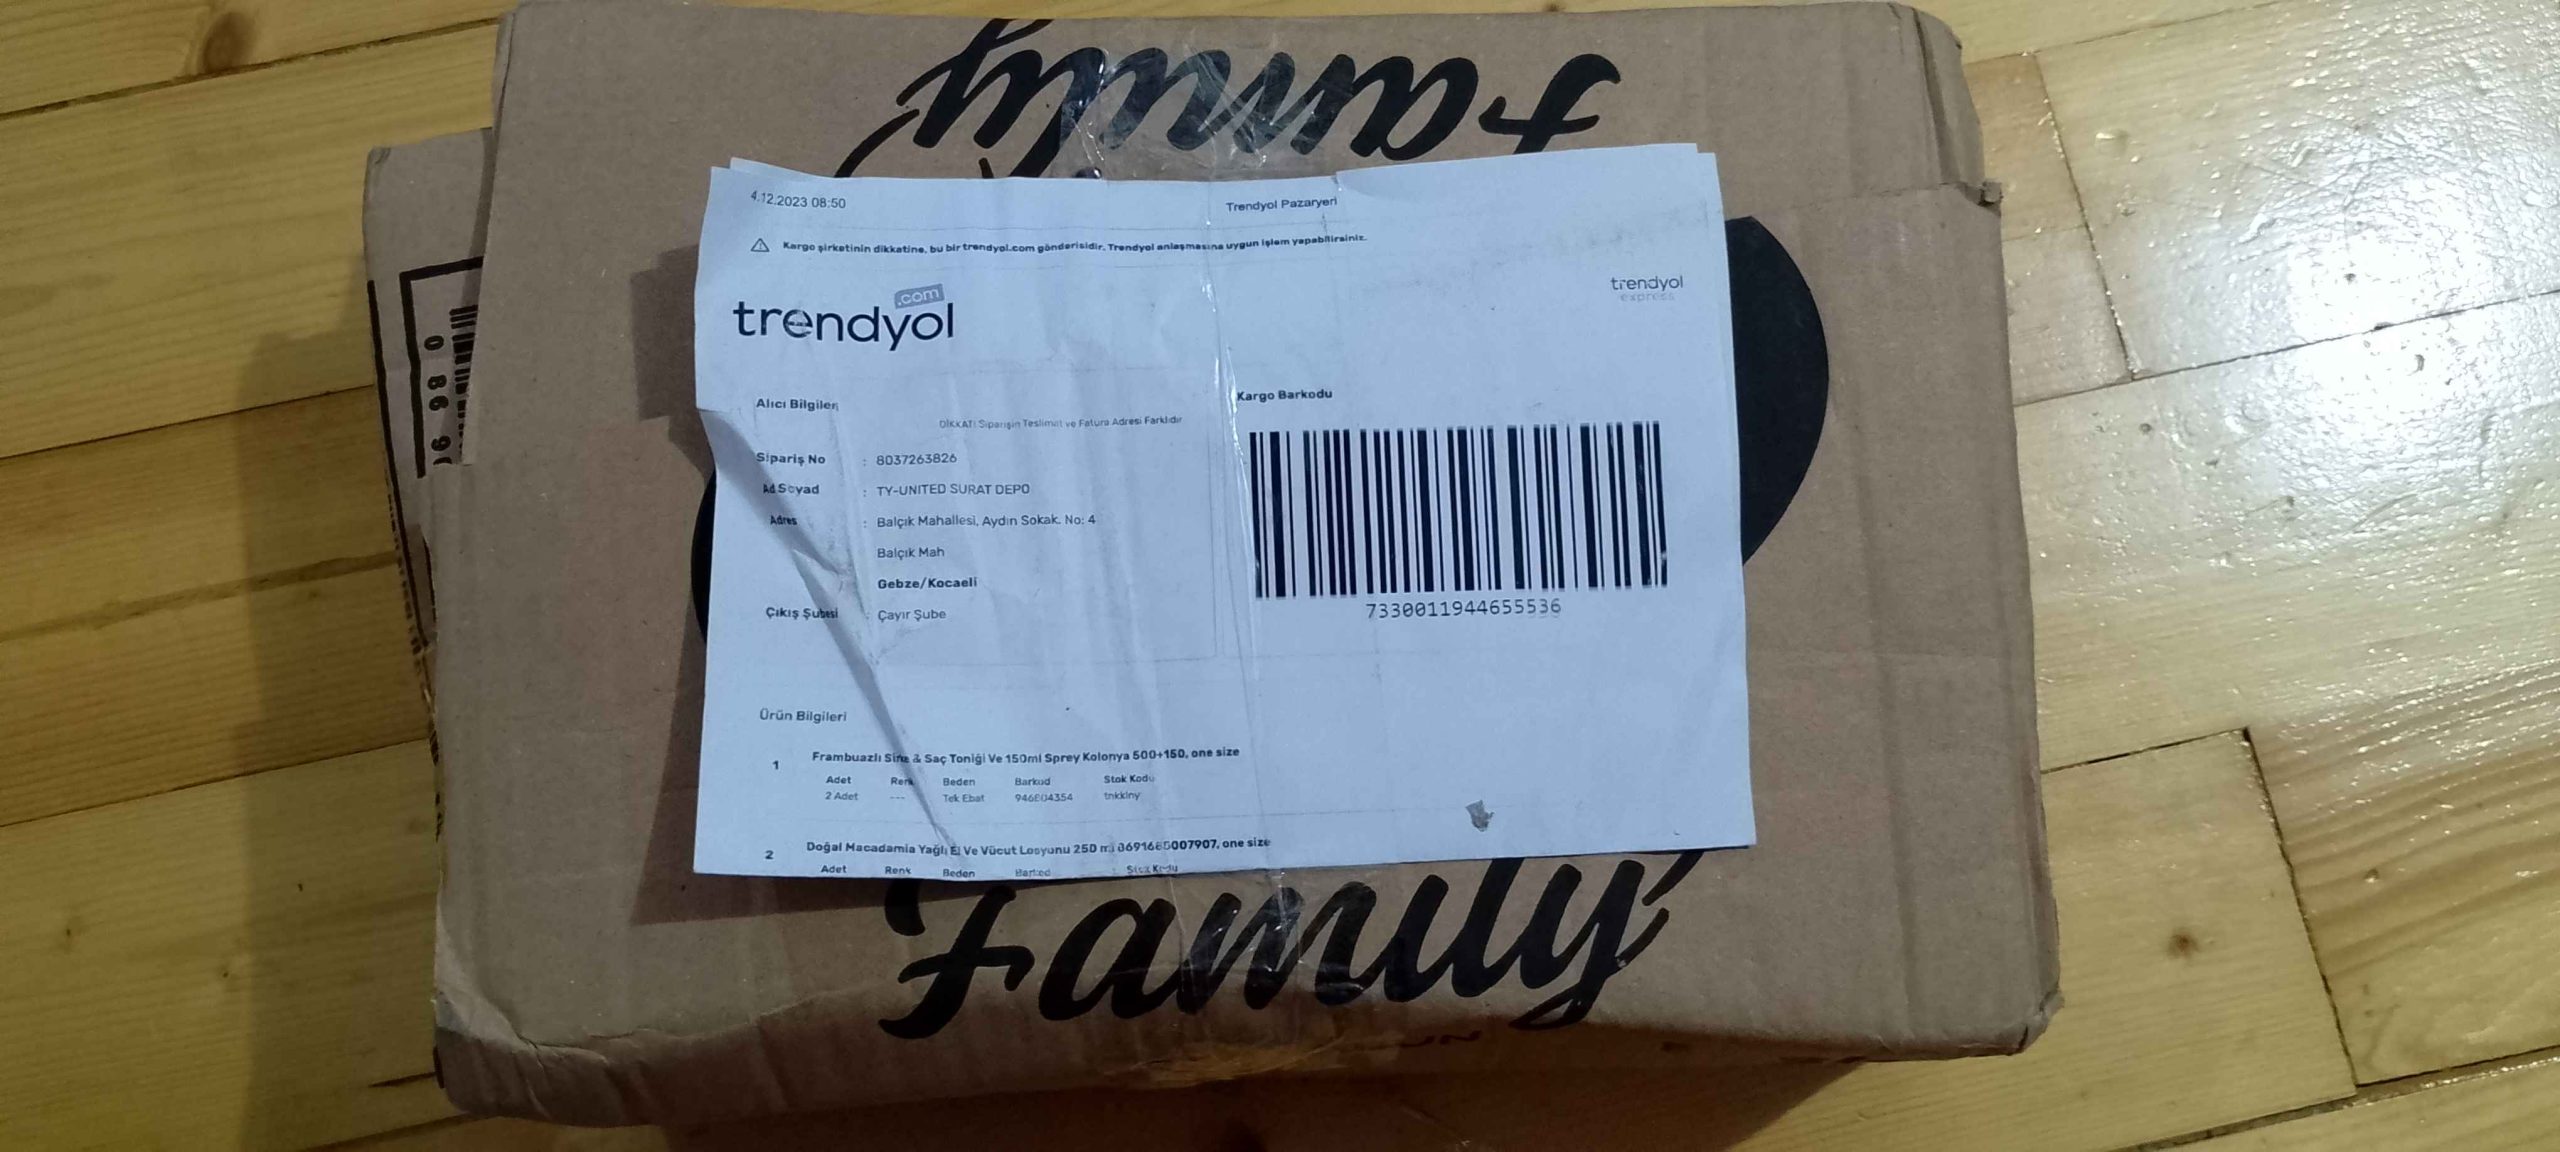 Family
4.12.2023 08:50
Trendyol Pazaryeri
Kargo şirketinin dikkatine, bu bir trendyol.com gönderisidir. Trendyol anlaşmasına uygun işlem yapabilirsiniz.
trendyol
.com
trendyol
express
Alıcı Bilgileri
DİKKAT! Siparişin Teslimat ve Fatura Adresi Farklıdır
Sipariş No : 8037263826
Ad Soyad : TY-UNITED SURAT DEPO
Adres : Balçık Mahallesi, Aydın Sokak. No: 4
Balçık Mah
Gebze/Kocaeli
Çıkış Şubesi : Çayır Şube
Kargo Barkodu
7330011944655536
Ürün Bilgileri
1 Frambuazlı Sirke & Saç Toniği Ve 150ml Sprey Kolonya 500+150, one size
Adet Renk Beden Barkod Stok Kodu
2 Adet --- Tek Ebat tnkklny
2 Doğal Macadamia Yağlı El Ve Vücut Losyonu 250 ml one size
Adet Renk Beden Barkod Stok Kodu
Family
0 86 9